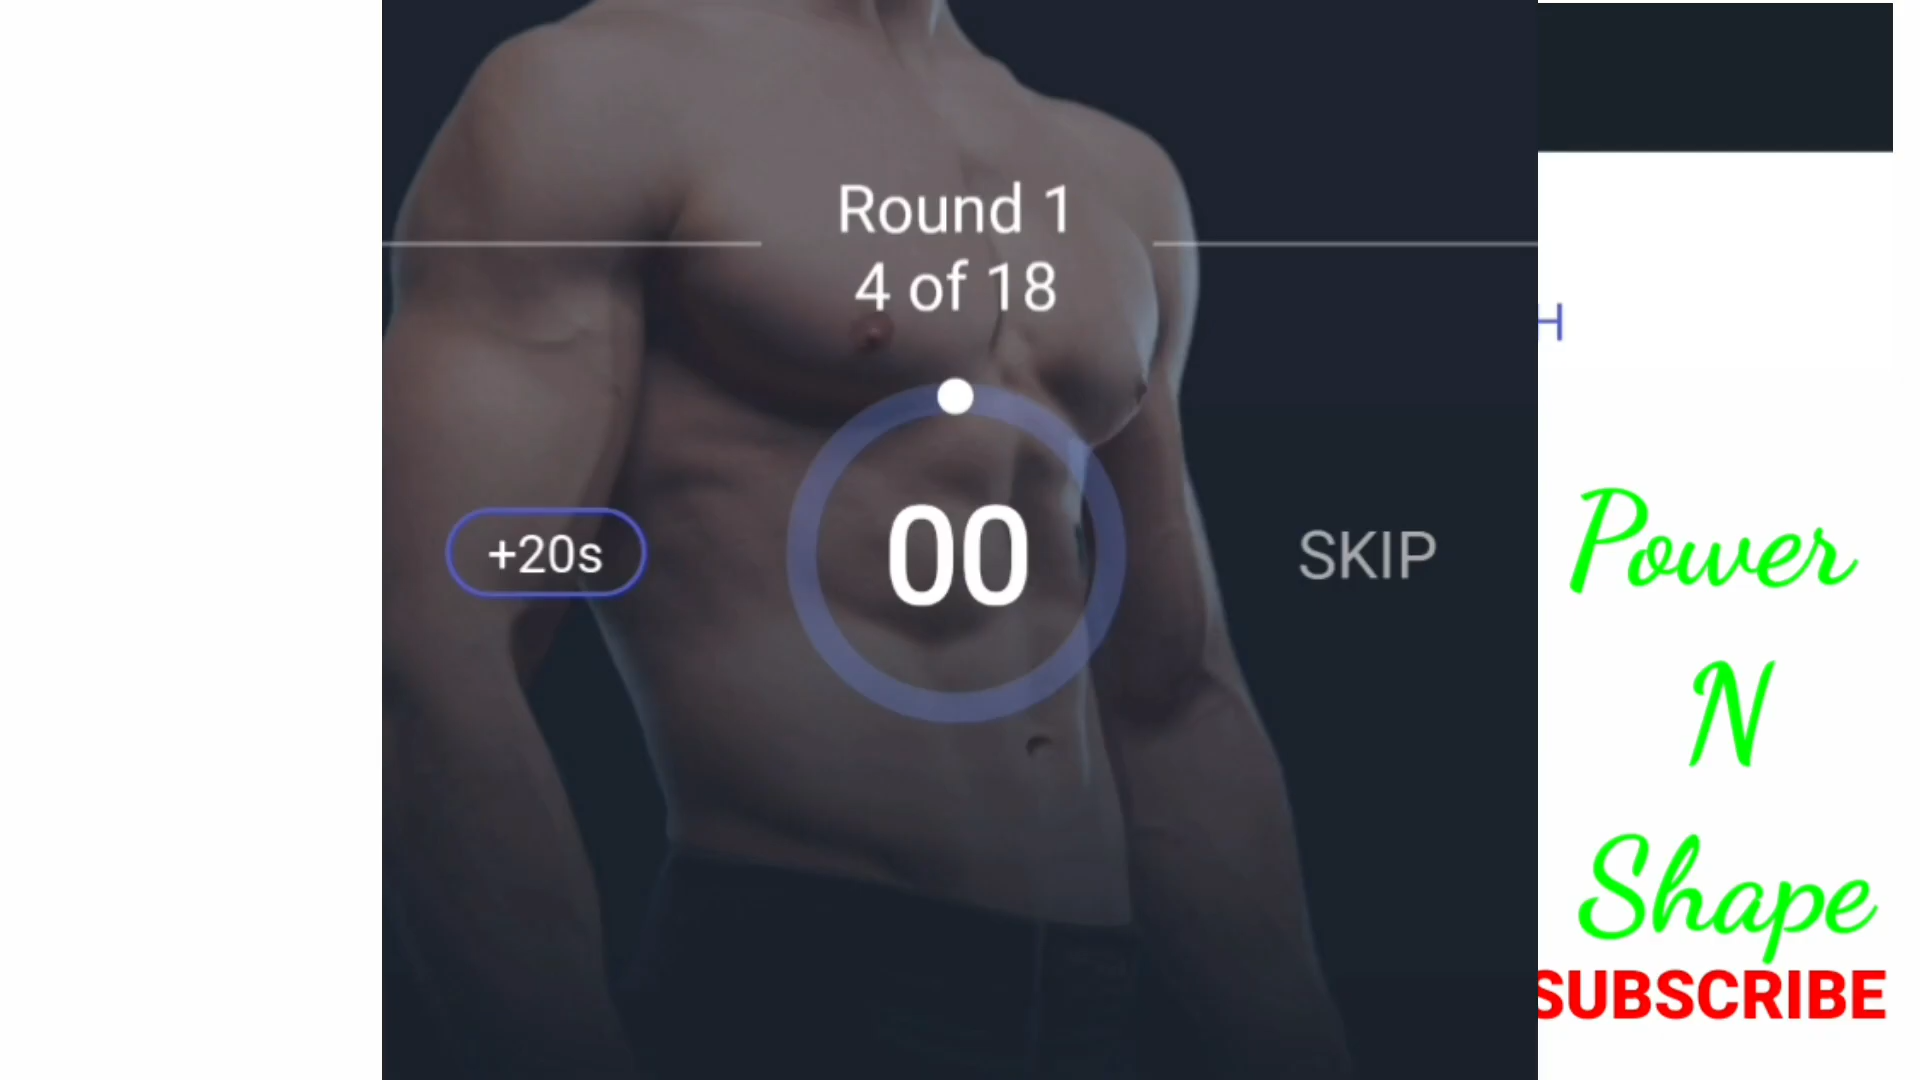 Round 1
4 of 18
+20s
00
SKIP
H
Power
N
Shape
SUBSCRIBE